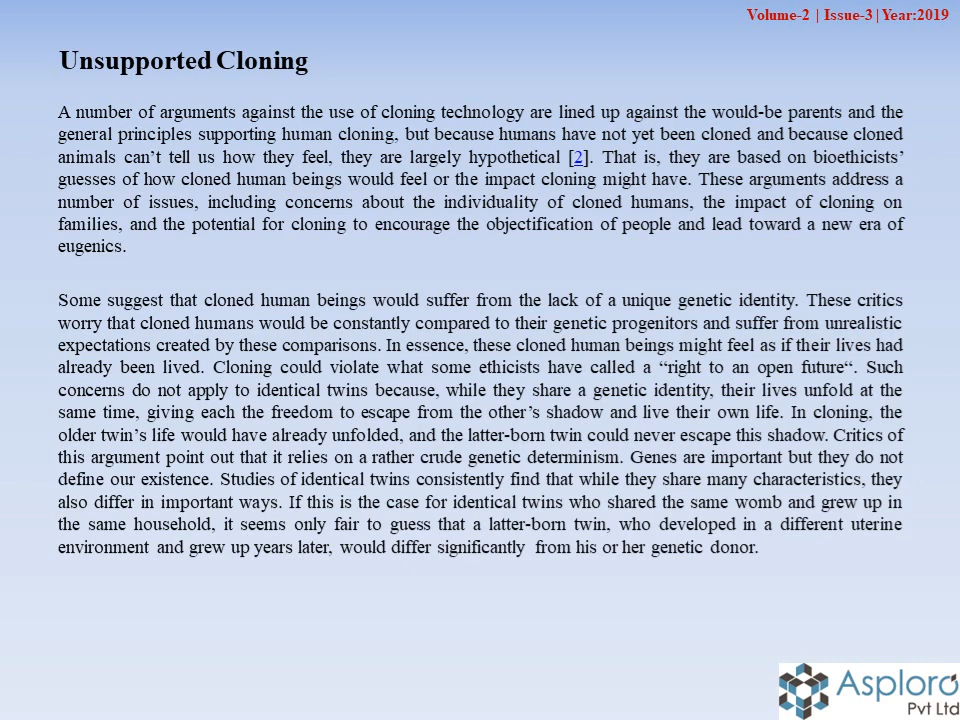 Volume-2 | Issue-3|Year:2019
Unsupported Cloning
A number of arguments against the use of cloning technology are lined up against the would-be parents and the
general principles supporting human cloning, but because humans have not yet been cloned and because cloned
animals can’t tell us how they feel, they are largely hypothetical [2]. That is, they are based on bioethicists’
guesses of how cloned human beings would feel or the impact cloning might have. These arguments address a
number of issues, including concerns about the individuality of cloned humans, the impact of cloning on
families, and the potential for cloning to encourage the objectification of people and lead toward a new era of
eugenics.
Some suggest that cloned human beings would suffer from the lack of a unique genetic identity. These critics
worry that cloned humans would be constantly compared to their genetic progenitors and suffer from unrealistic
expectations created by these comparisons. In essence, these cloned human beings might feel as if their lives had
already been lived. Cloning could violate what some ethicists have called a “right to an open future“. Such
concerns do not apply to identical twins because, while they share a genetic identity, their lives unfold at the
same time, giving each the freedom to escape from the other’s shadow and live their own life. In cloning, the
older twin’s life would have already unfolded, and the latter-born twin could never escape this shadow. Critics of
this argument point out that it relies on a rather crude genetic determinism. Genes are important but they do not
define our existence. Studies of identical twins consistently find that while they share many characteristics, they
also differ in important ways. If this is the case for identical twins who shared the same womb and grew up in
the same household, it seems only fair to guess that a latter-born twin, who developed in a different uterine
environment and grew up years later, would differ significantly from his or her genetic donor.
Asploro
Pvt Ltd